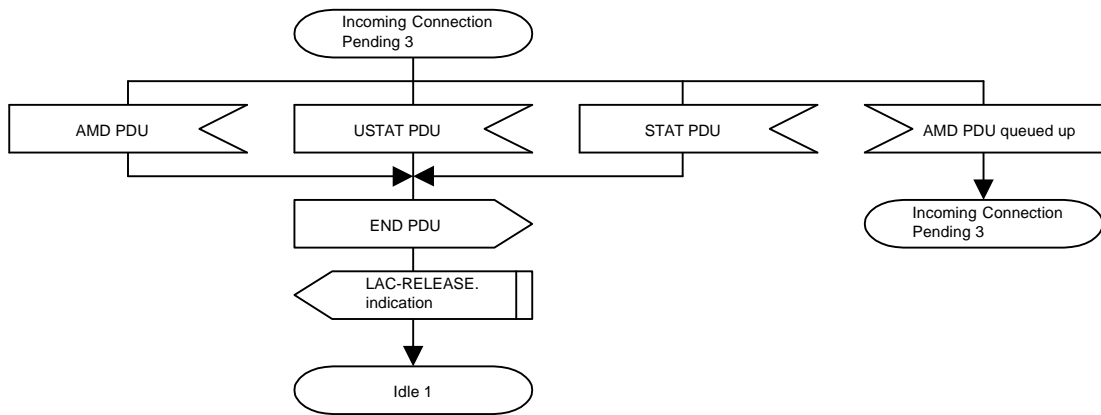 Incoming Connection
Pending 3
AMD PDU
USTAT PDU
STAT PDU
AMD PDU queued up
Incoming Connection
Pending 3
END PDU
LAC-RELEASE.
indication
Idle 1